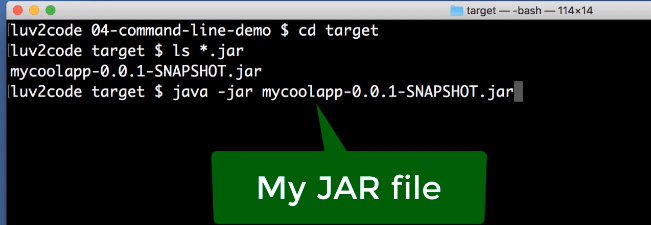 target — -bash — 114×14
[luv2code 04-command-line-demo $ cd target
[luv2code target $ ls *.jar
mycoolapp-0.0.1-SNAPSHOT.jar
[luv2code target $ java -jar mycoolapp-0.0.1-SNAPSHOT.jar
My JAR file